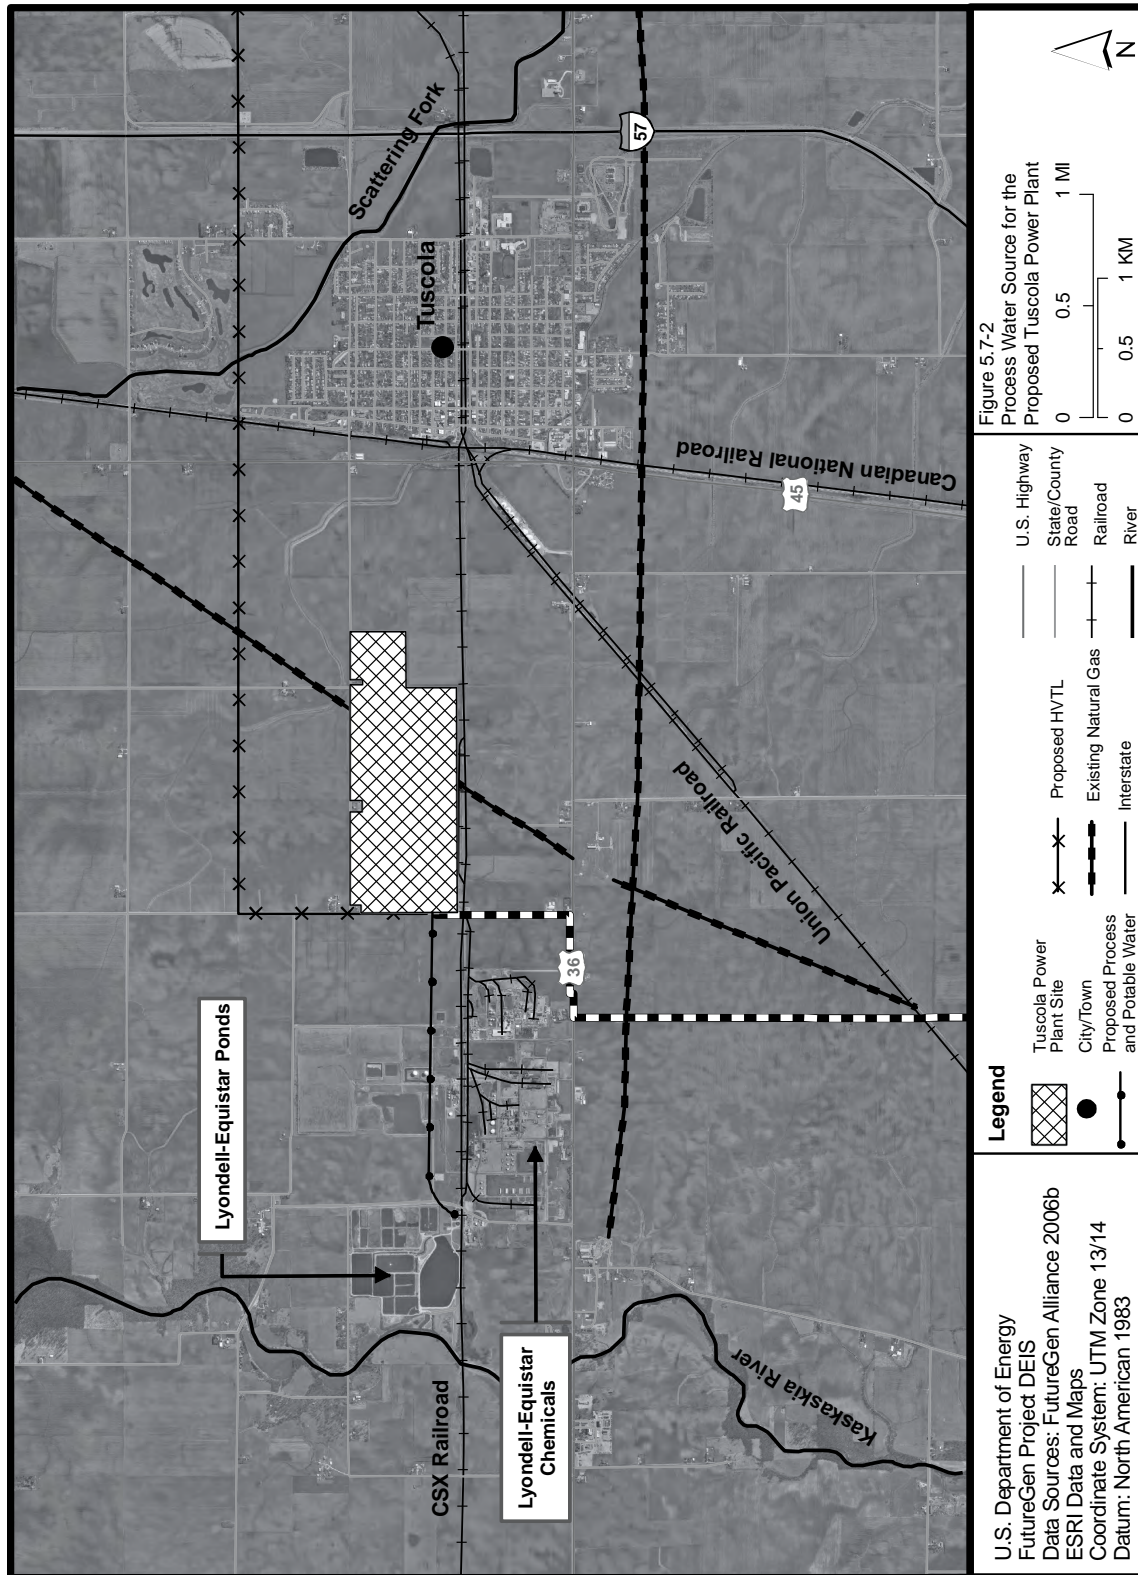 Scattering Fork
Tuscola
57
Canadian National Railroad
45
Union Pacific Railroad
36
Lyondell-Equistar Ponds
CSX Railroad
Lyondell-Equistar
Chemicals
Kaskaskia River
U.S. Department of Energy
FutureGen Project DEIS
Data Sources: FutureGen Alliance 2006b
ESRI Data and Maps
Coordinate System: UTM Zone 13/14
Datum: North American 1983
Legend
Tuscola Power
Plant Site
City/Town
Proposed Process
and Potable Water
Proposed HVTL
Existing Natural Gas
Interstate
U.S. Highway
State/County
Road
Railroad
River
Figure 5.7-2
Process Water Source for the
Proposed Tuscola Power Plant
0 0.5 1 MI
0 0.5 1 KM
N